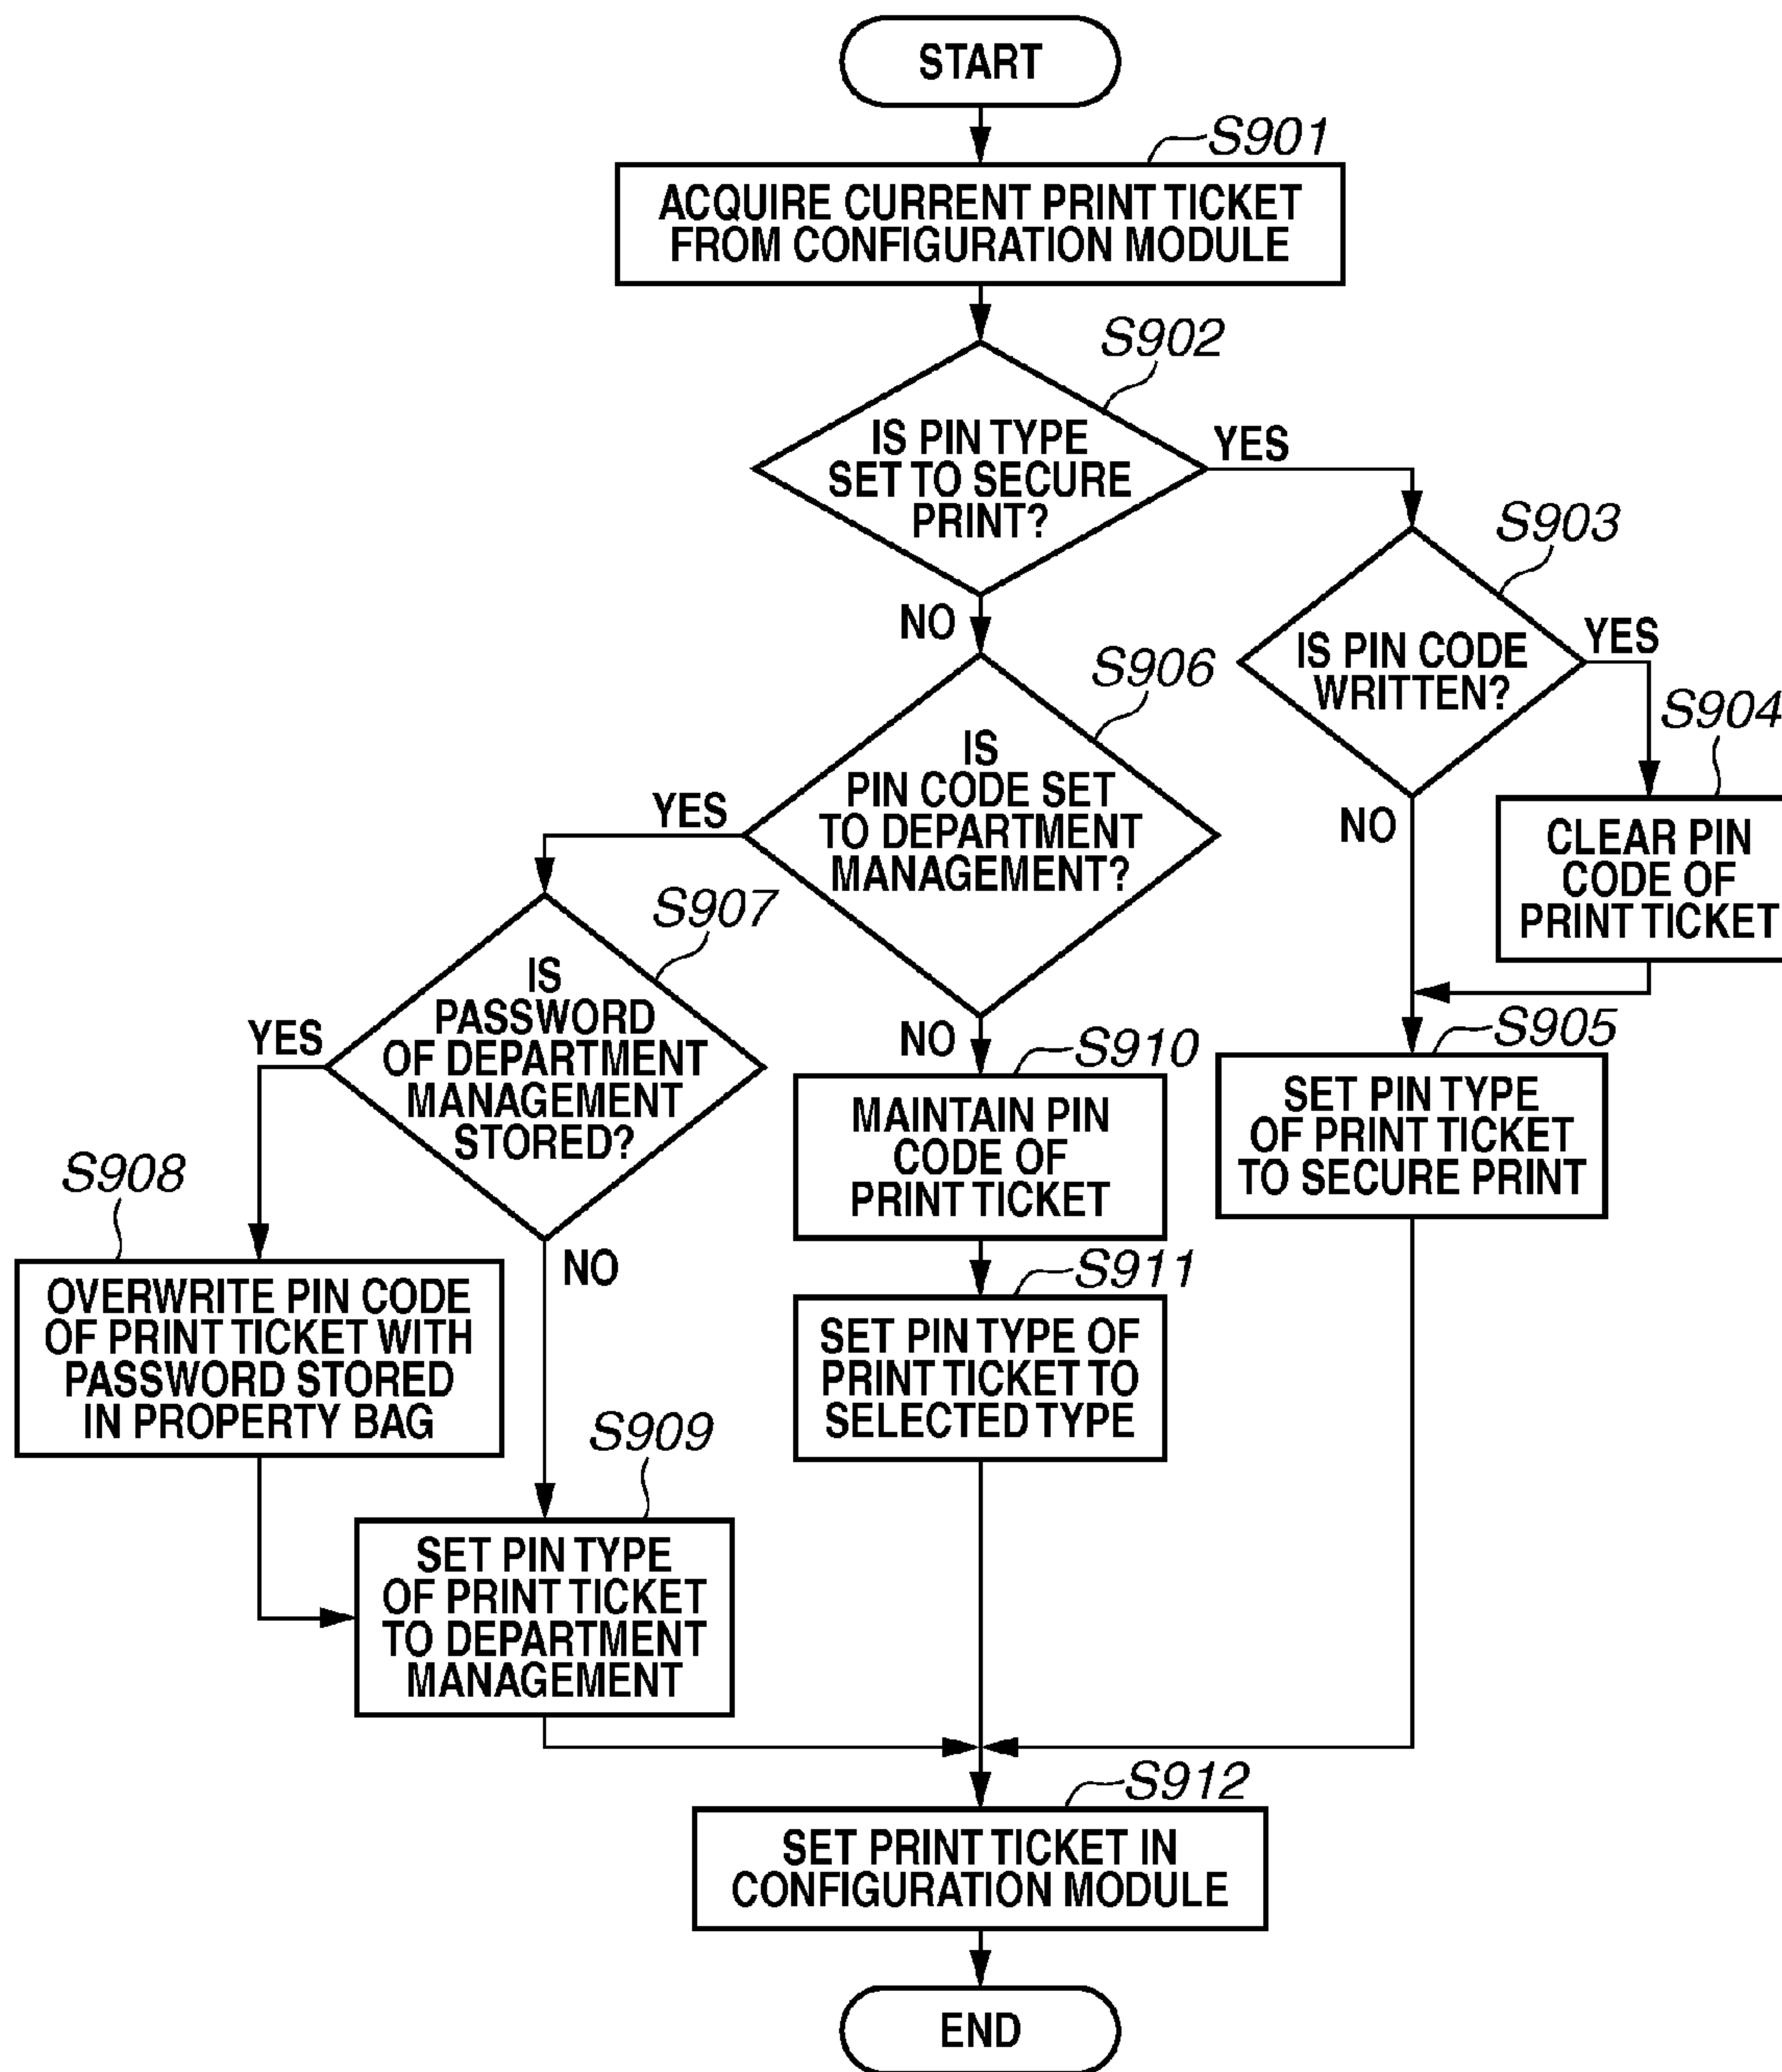 START
S901
ACQUIRE CURRENT PRINT TICKET
FROM CONFIGURATION MODULE
S902
IS PIN TYPE
SET TO SECURE
PRINT?
YES
NO
S903
IS PIN CODE
WRITTEN?
YES
NO
S904
CLEAR PIN
CODE OF
PRINT TICKET
S905
SET PIN TYPE
OF PRINT TICKET
TO SECURE PRINT
S906
IS
PIN CODE SET
TO DEPARTMENT
MANAGEMENT?
YES
NO
S907
IS
PASSWORD
OF DEPARTMENT
MANAGEMENT
STORED?
YES
NO
S908
OVERWRITE PIN CODE
OF PRINT TICKET WITH
PASSWORD STORED
IN PROPERTY BAG
S909
SET PIN TYPE
OF PRINT TICKET
TO DEPARTMENT
MANAGEMENT
S910
MAINTAIN PIN
CODE OF
PRINT TICKET
S911
SET PIN TYPE OF
PRINT TICKET TO
SELECTED TYPE
S912
SET PRINT TICKET IN
CONFIGURATION MODULE
END